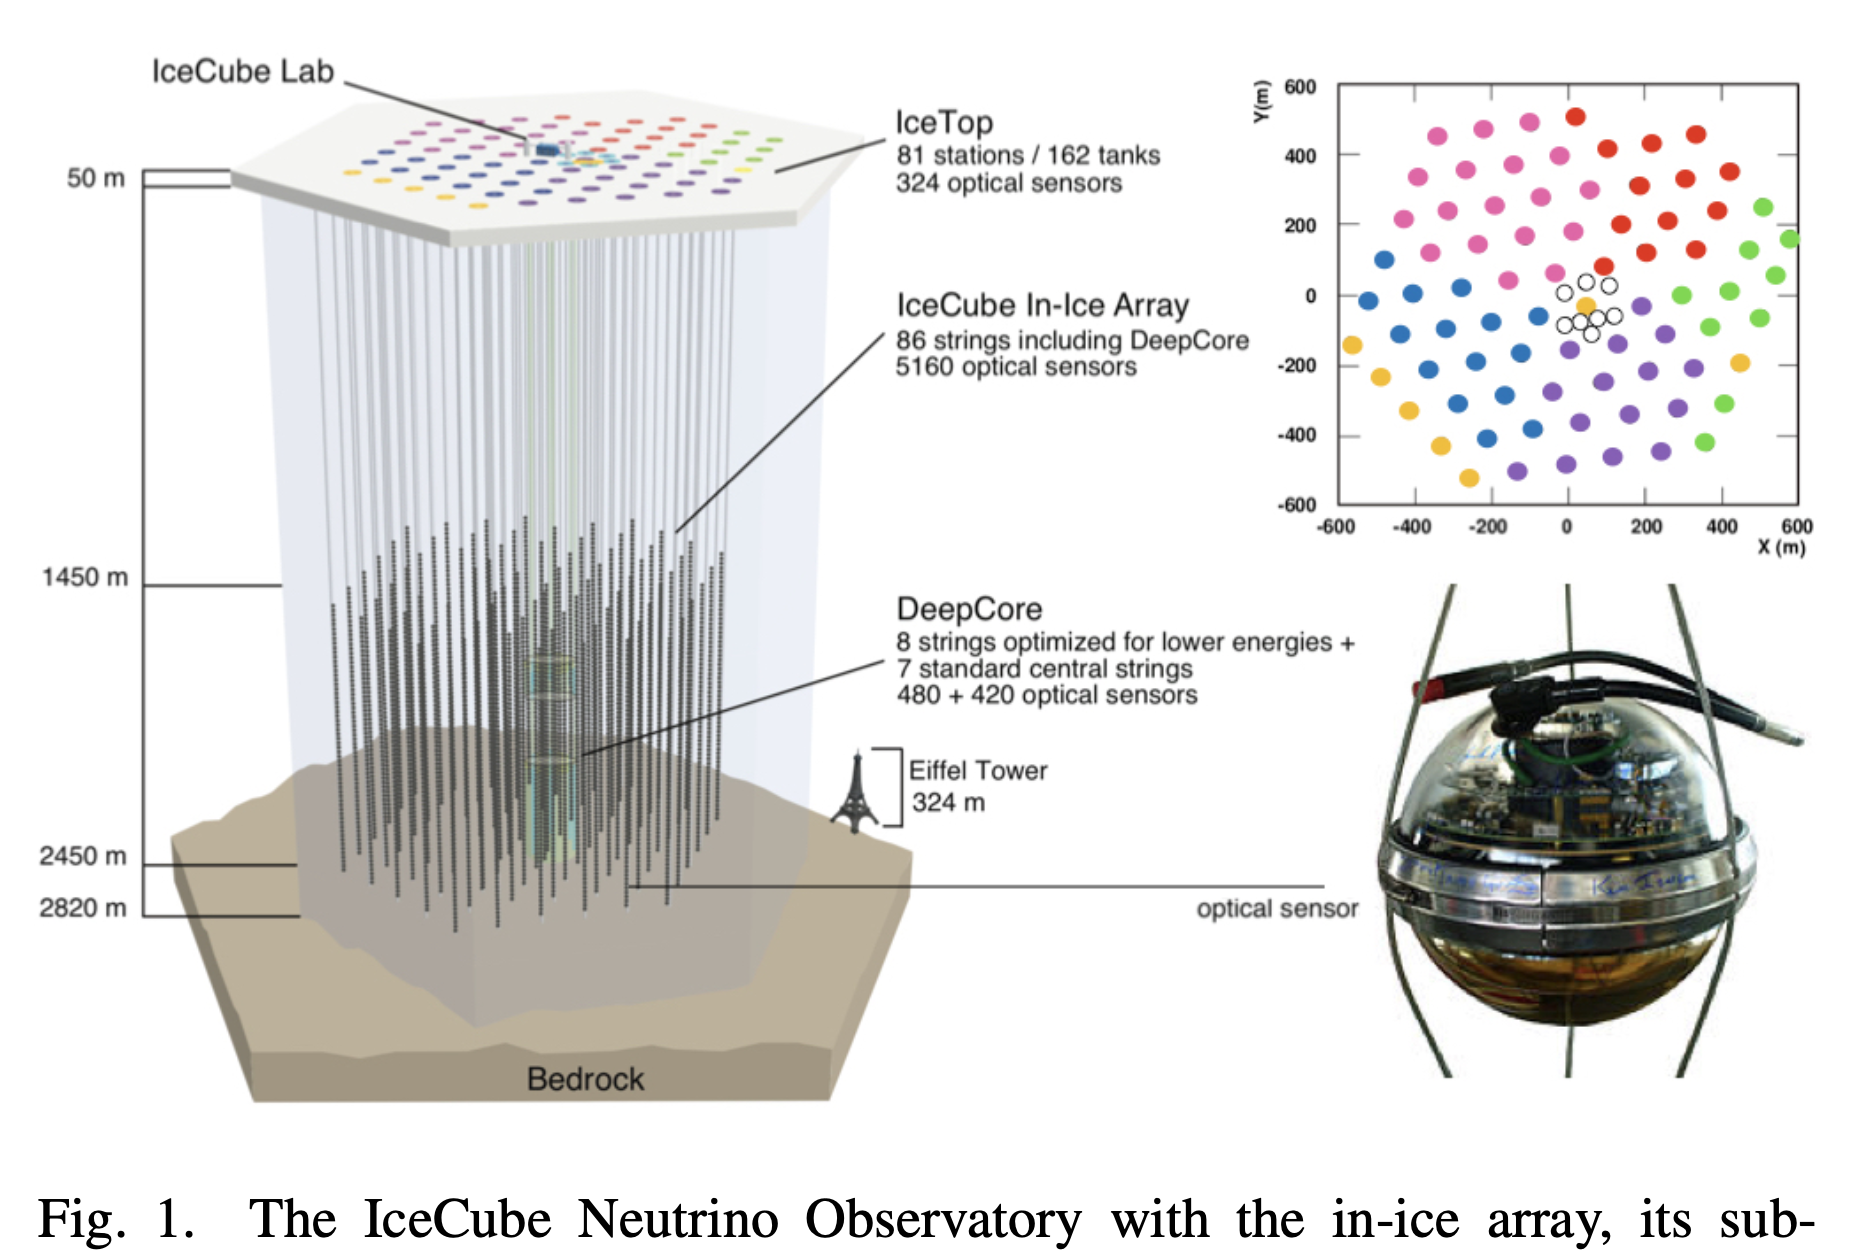 IceCube Lab
50 m
1450 m
2450 m
2820 m
IceTop
81 stations / 162 tanks
324 optical sensors
IceCube In-Ice Array
86 strings including DeepCore
5160 optical sensors
DeepCore
8 strings optimized for lower energies +
7 standard central strings
480 + 420 optical sensors
Eiffel Tower
324 m
optical sensor
Bedrock
Y(m)
600
400
200
0
-200
-400
-600
-600 -400 -200 0 200 400 600
X (m)
Fig. 1. The IceCube Neutrino Observatory with the in-ice array, its sub-